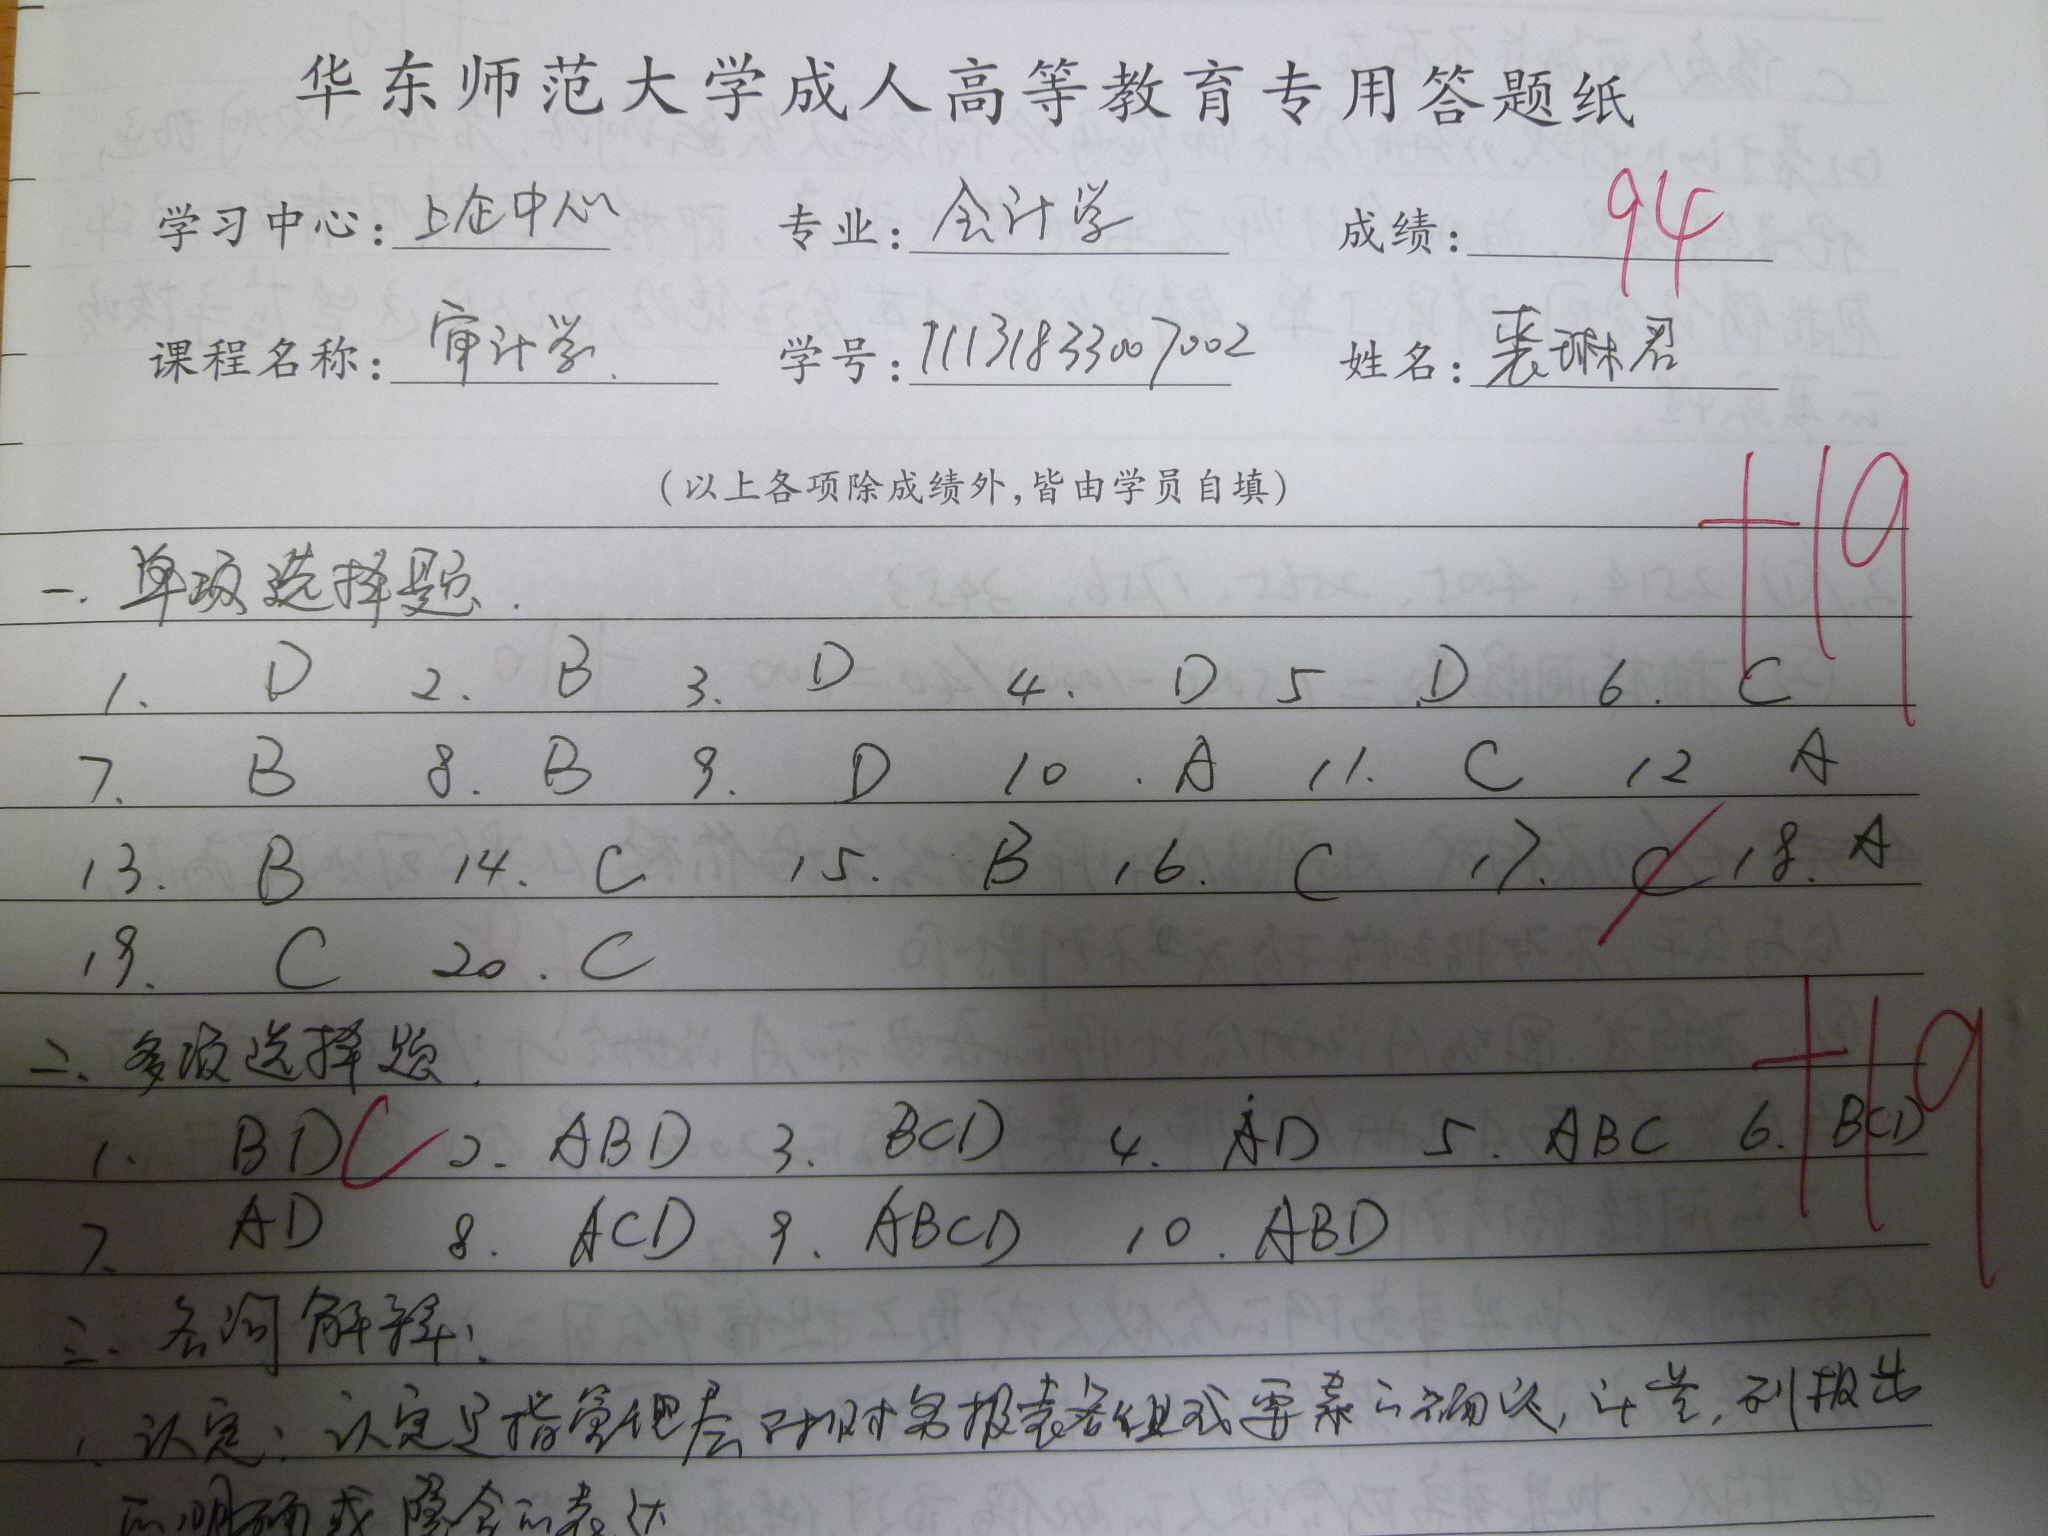 华东师范大学成人高等教育专用答题纸
学习中心：上企中心 专业：会计学 成绩：94
课程名称：审计学 学号：71131833007002 姓名：裘琳君
（以上各项除成绩外，皆由学员自填）
+19
一．单项选择题．
1. D 2. B 3. D 4. D 5 D 6. C
7. B 8. B 9. D 10. A 11. C 12 A
13. B 14. C 15. B 16. C 17. C 18. A
19. C 20. C
二、多项选择题．
+19
1. BDC 2. ABD 3. BCD 4. AD 5. ABC 6. BCD
7. AD 8. ACD 9. ABCD 10. ABD
三．名词解释：
1. 认定：认定是指管理层对财务报表各组成要素的确认，计量，列报出
的明确或隐含的表达